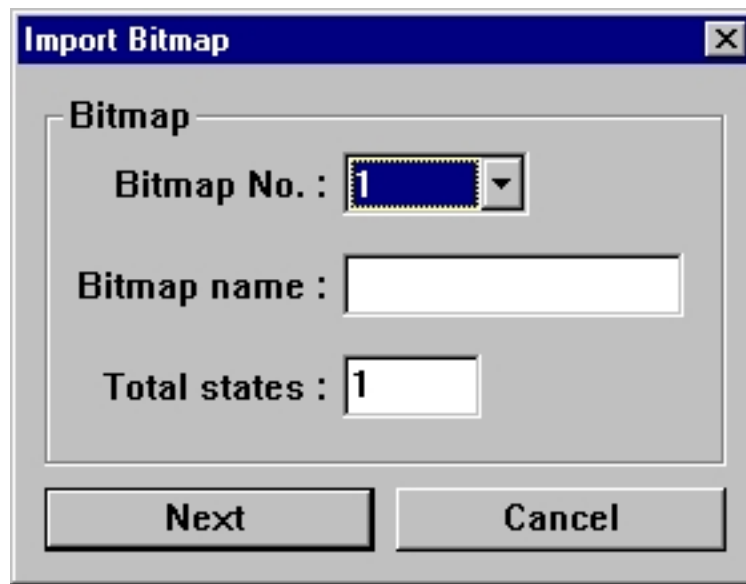 Import Bitmap
Bitmap
Bitmap No. : 1
Bitmap name :
Total states : 1
Next Cancel